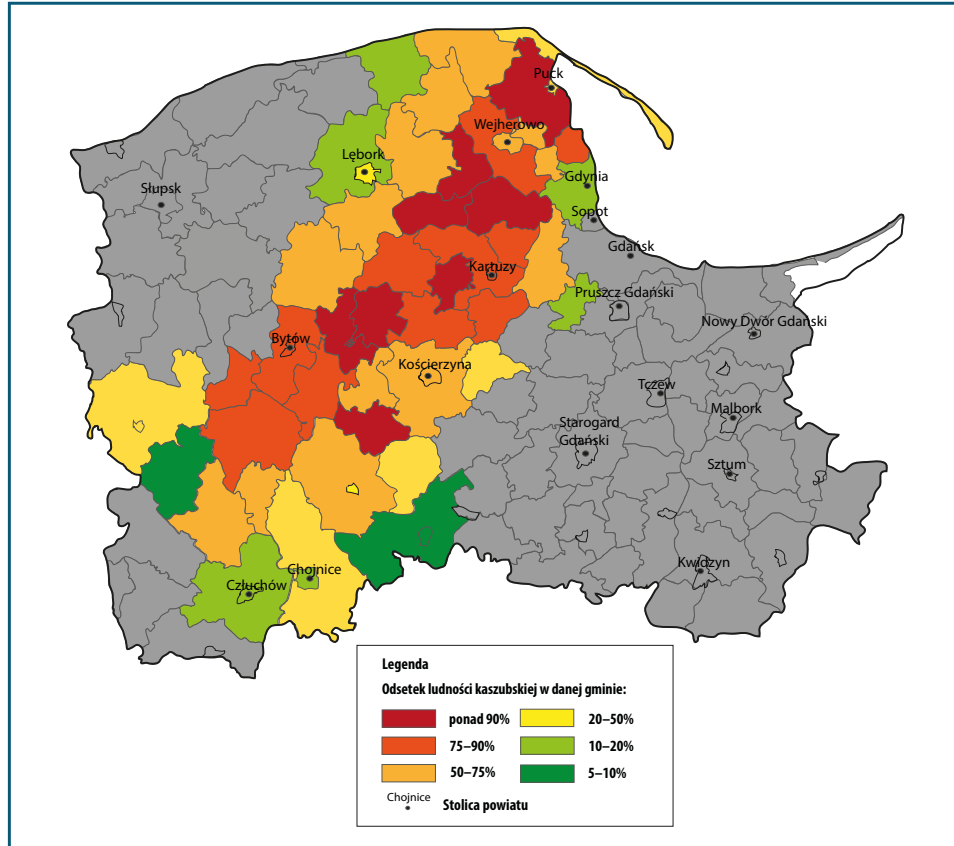 Puck
Wejherowo
Lębork
Gdynia
Słupsk
Sopot
Gdańsk
Kartuzy
Pruszcz Gdański
Nowy Dwór Gdański
Bytów
Kościerzyna
Tczew
Malbork
Starogard
Gdański
Sztum
Kwidzyn
Chojnice
Człuchów
Legenda
Odsetek ludności kaszubskiej w danej gminie:
ponad 90%
20–50%
75–90%
10–20%
50–75%
5–10%
Chojnice
Stolica powiatu